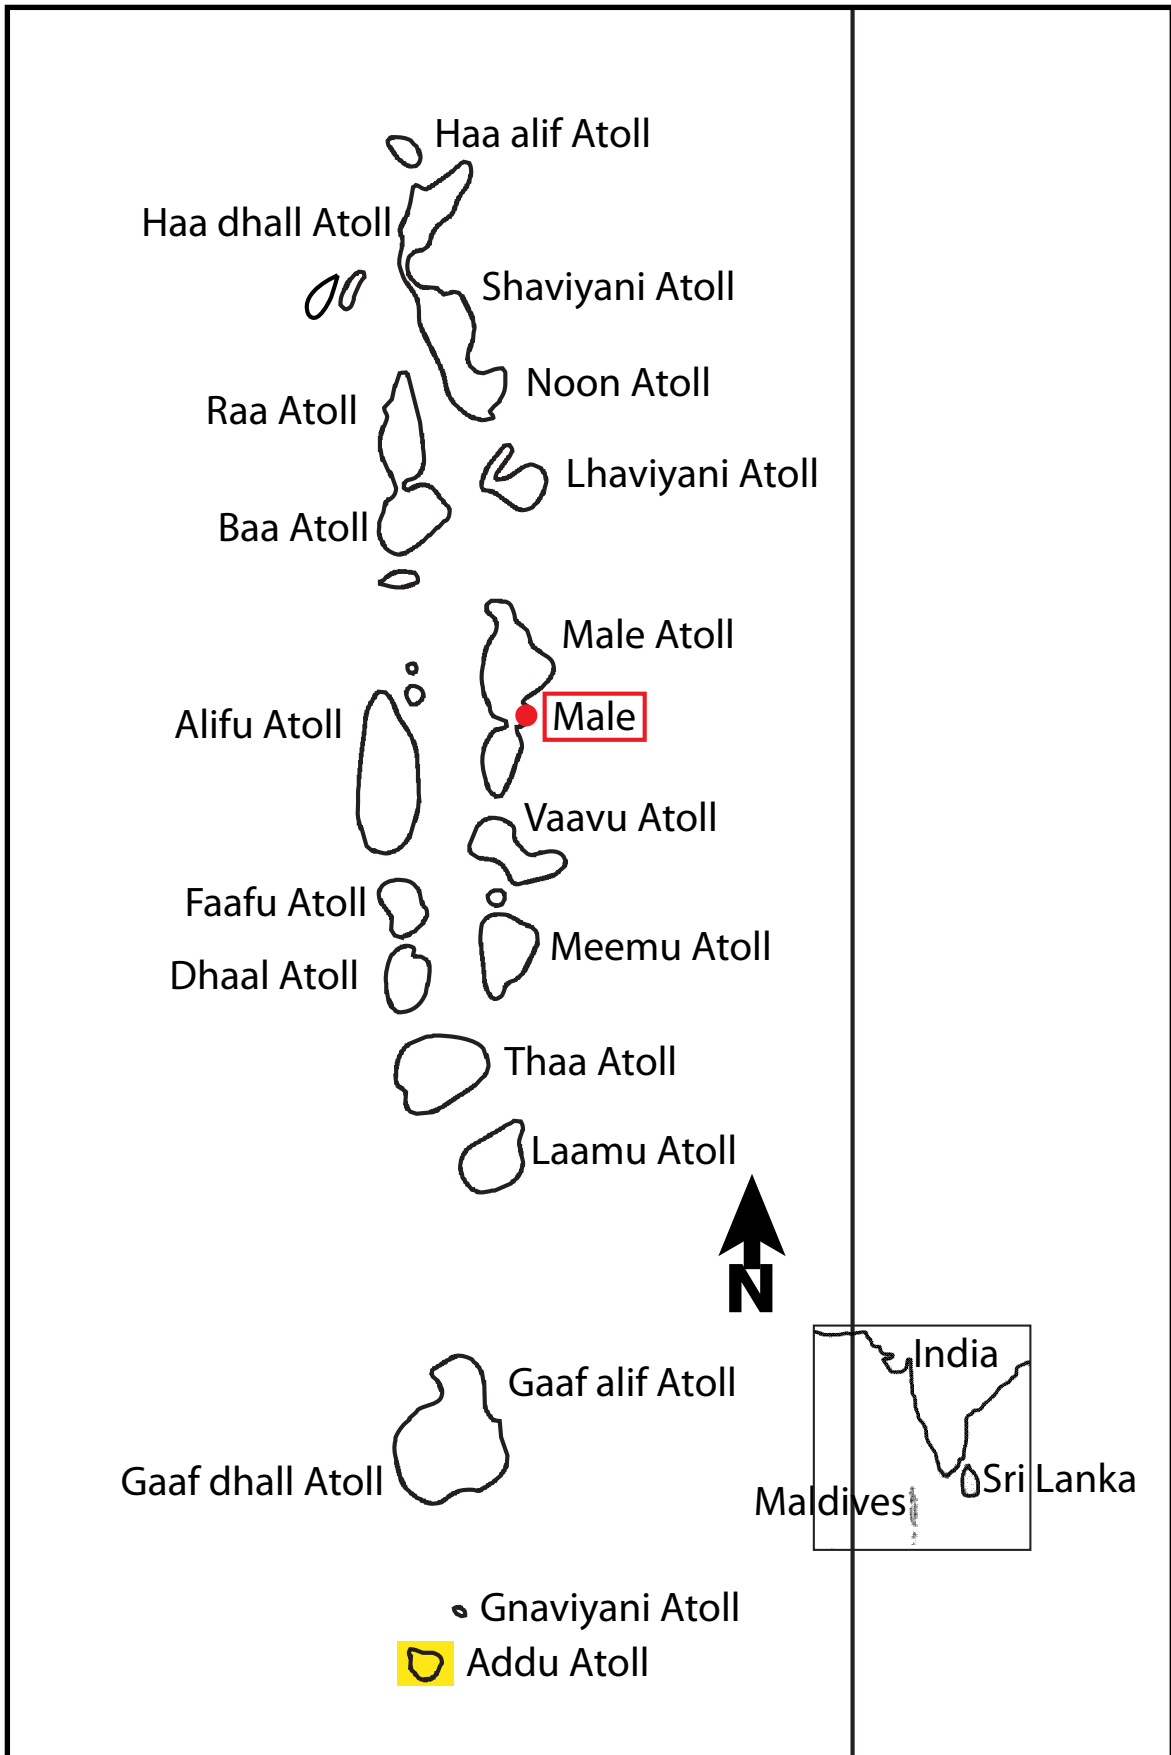 Haa alif Atoll
Haa dhall Atoll
Shaviyani Atoll
Noon Atoll
Raa Atoll
Lhaviyani Atoll
Baa Atoll
Male Atoll
Male
Alifu Atoll
Vaavu Atoll
Faafu Atoll
Meemu Atoll
Dhaal Atoll
Thaa Atoll
Laamu Atoll
N
India
Gaaf alif Atoll
Gaaf dhall Atoll
Sri Lanka
Maldives
Gnaviyani Atoll
Addu Atoll